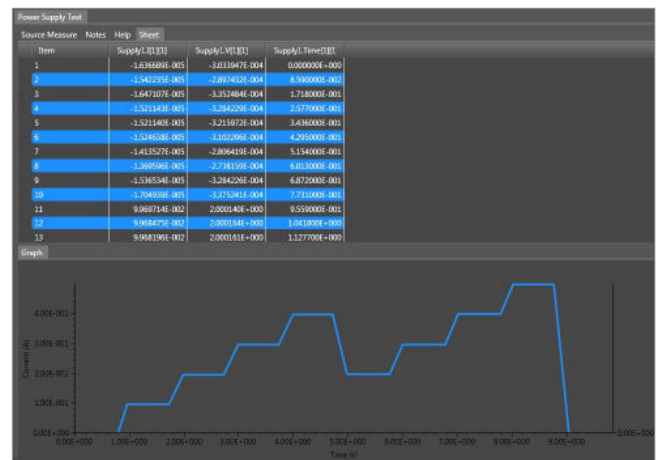 Power Supply Test
Source Measure Notes Help Sheet
Item Supply1.I[1][1] Supply1.V[1][1] Supply1.Time[1][1
1 -1.636689E-005 -3.033947E-004 0.000000E+000
2 -1.542235E-005 -2.897432E-004 8.590000E-002
3 -1.647107E-005 -3.352484E-004 1.718000E-001
4 -1.521143E-005 -3.284229E-004 2.577000E-001
5 -1.521140E-005 -3.215972E-004 3.436000E-001
6 -1.524638E-005 -3.102206E-004 4.295000E-001
7 -1.413527E-005 -2.806419E-004 5.154000E-001
8 -1.369596E-005 -2.738159E-004 6.013000E-001
9 -1.536534E-005 -3.284226E-004 6.872000E-001
10 -1.704939E-005 -3.375241E-004 7.731000E-001
11 9.969714E-002 2.000140E+000 9.559000E-001
12 9.968475E-002 2.000164E+000 1.041800E+000
13 9.968196E-002 2.000161E+000 1.127700E+000
Graph
4.00E-001
3.00E-001
2.00E-001
1.00E-001
0.00E+000
Current (A)
0.00E+000 1.00E+000 2.00E+000 3.00E+000 4.00E+000 5.00E+000 6.00E+000 7.00E+000 8.00E+000 9.00E+000
0.00E+000
Time (s)